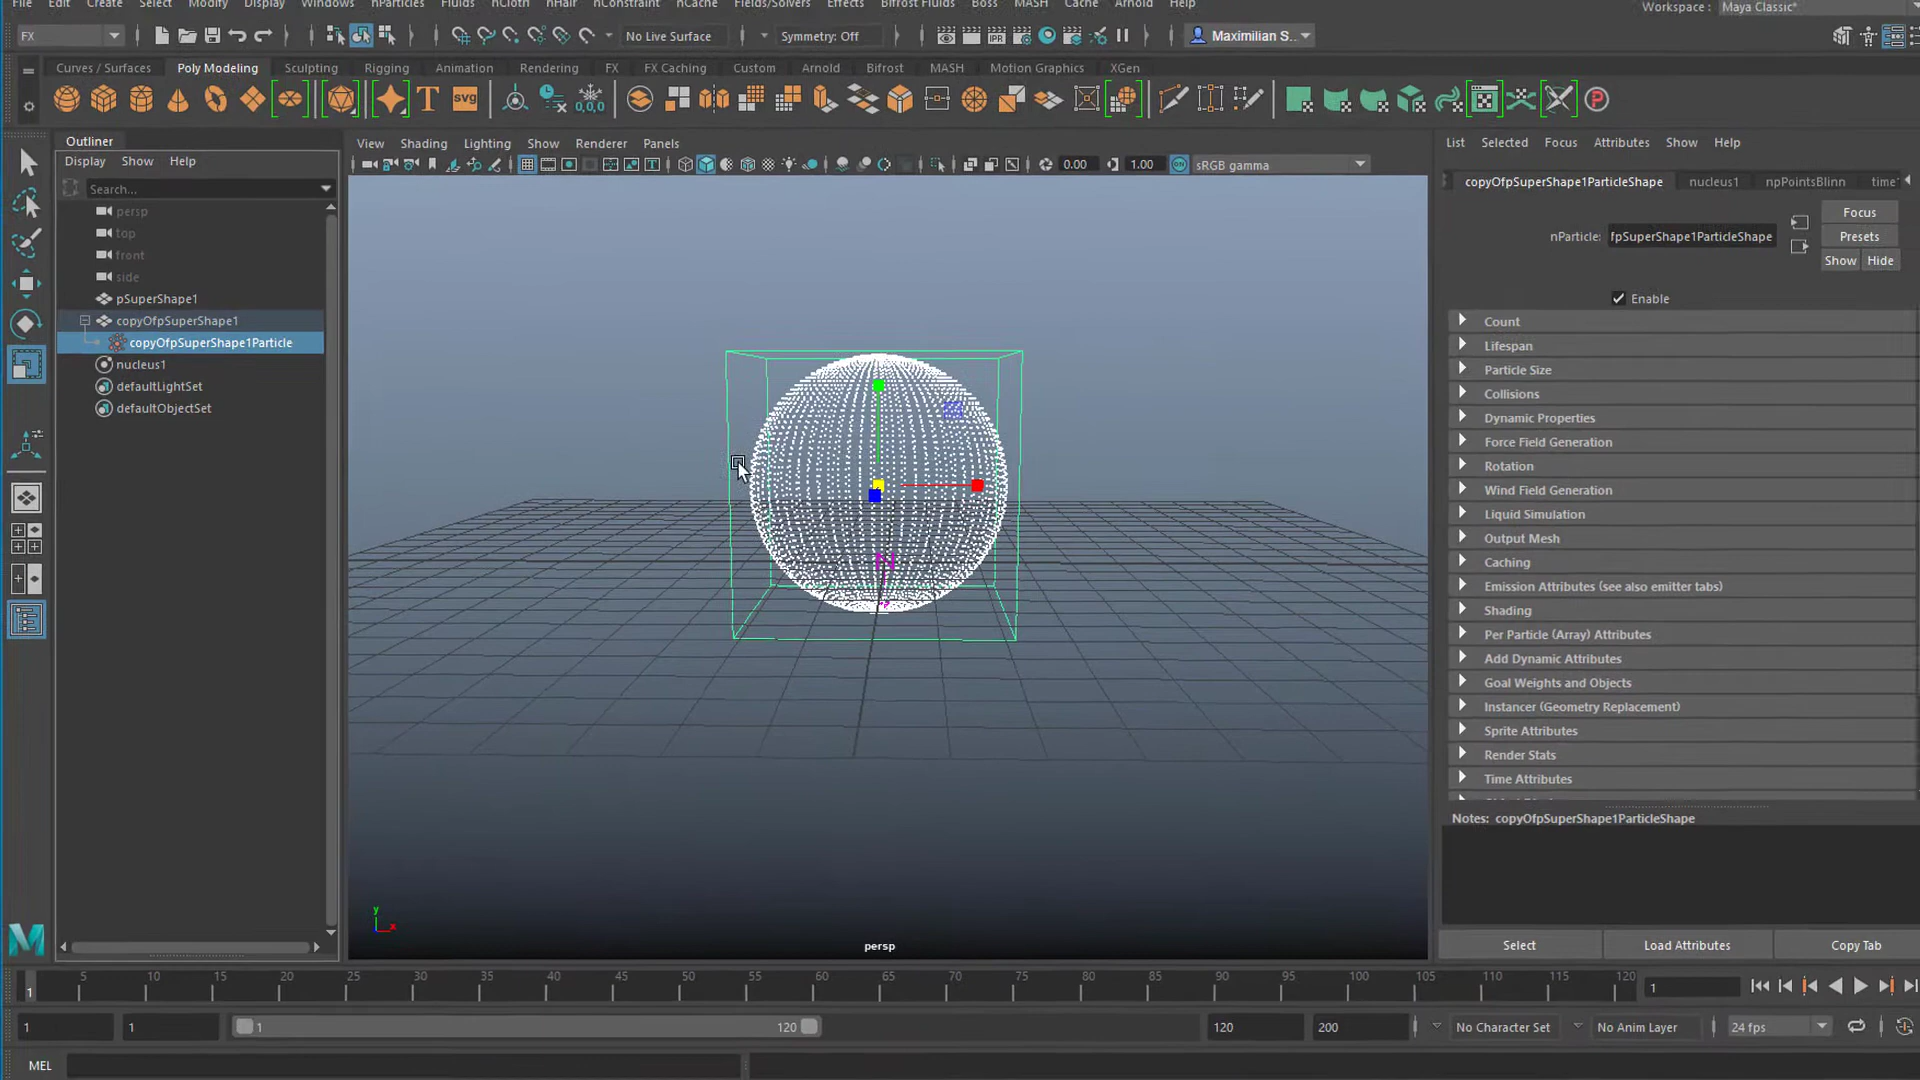 File Edit Create Select Modify Display Windows nParticles Fluids nCloth nHair nConstraint nCache Fields/Solvers Effects Bifrost Fluids Boss MASH Cache Arnold Help
Workspace : Maya Classic*
FX No Live Surface Symmetry: Off IPR Maximilian S...
Curves / Surfaces Poly Modeling Sculpting Rigging Animation Rendering FX FX Caching Custom Arnold Bifrost MASH Motion Graphics XGen
T SVG 0,0,0 P
Outliner
Display Show Help
Search...
persp
top
front
side
pSuperShape1
copyOfpSuperShape1
copyOfpSuperShape1Particle
nucleus1
defaultLightSet
defaultObjectSet
View Shading Lighting Show Renderer Panels
0.00 1.00 ON sRGB gamma
y
x
persp
List Selected Focus Attributes Show Help
copyOfpSuperShape1ParticleShape nucleus1 npPointsBlinn time
Focus
nParticle: fpSuperShape1ParticleShape Presets
Show Hide
Enable
Count
Lifespan
Particle Size
Collisions
Dynamic Properties
Force Field Generation
Rotation
Wind Field Generation
Liquid Simulation
Output Mesh
Caching
Emission Attributes (see also emitter tabs)
Shading
Per Particle (Array) Attributes
Add Dynamic Attributes
Goal Weights and Objects
Instancer (Geometry Replacement)
Sprite Attributes
Render Stats
Time Attributes
Notes: copyOfpSuperShape1ParticleShape
Select Load Attributes Copy Tab
1 5 10 15 20 25 30 35 40 45 50 55 60 65 70 75 80 85 90 95 100 105 110 115 120 1
1 1 1 120 120 200 No Character Set No Anim Layer 24 fps
MEL